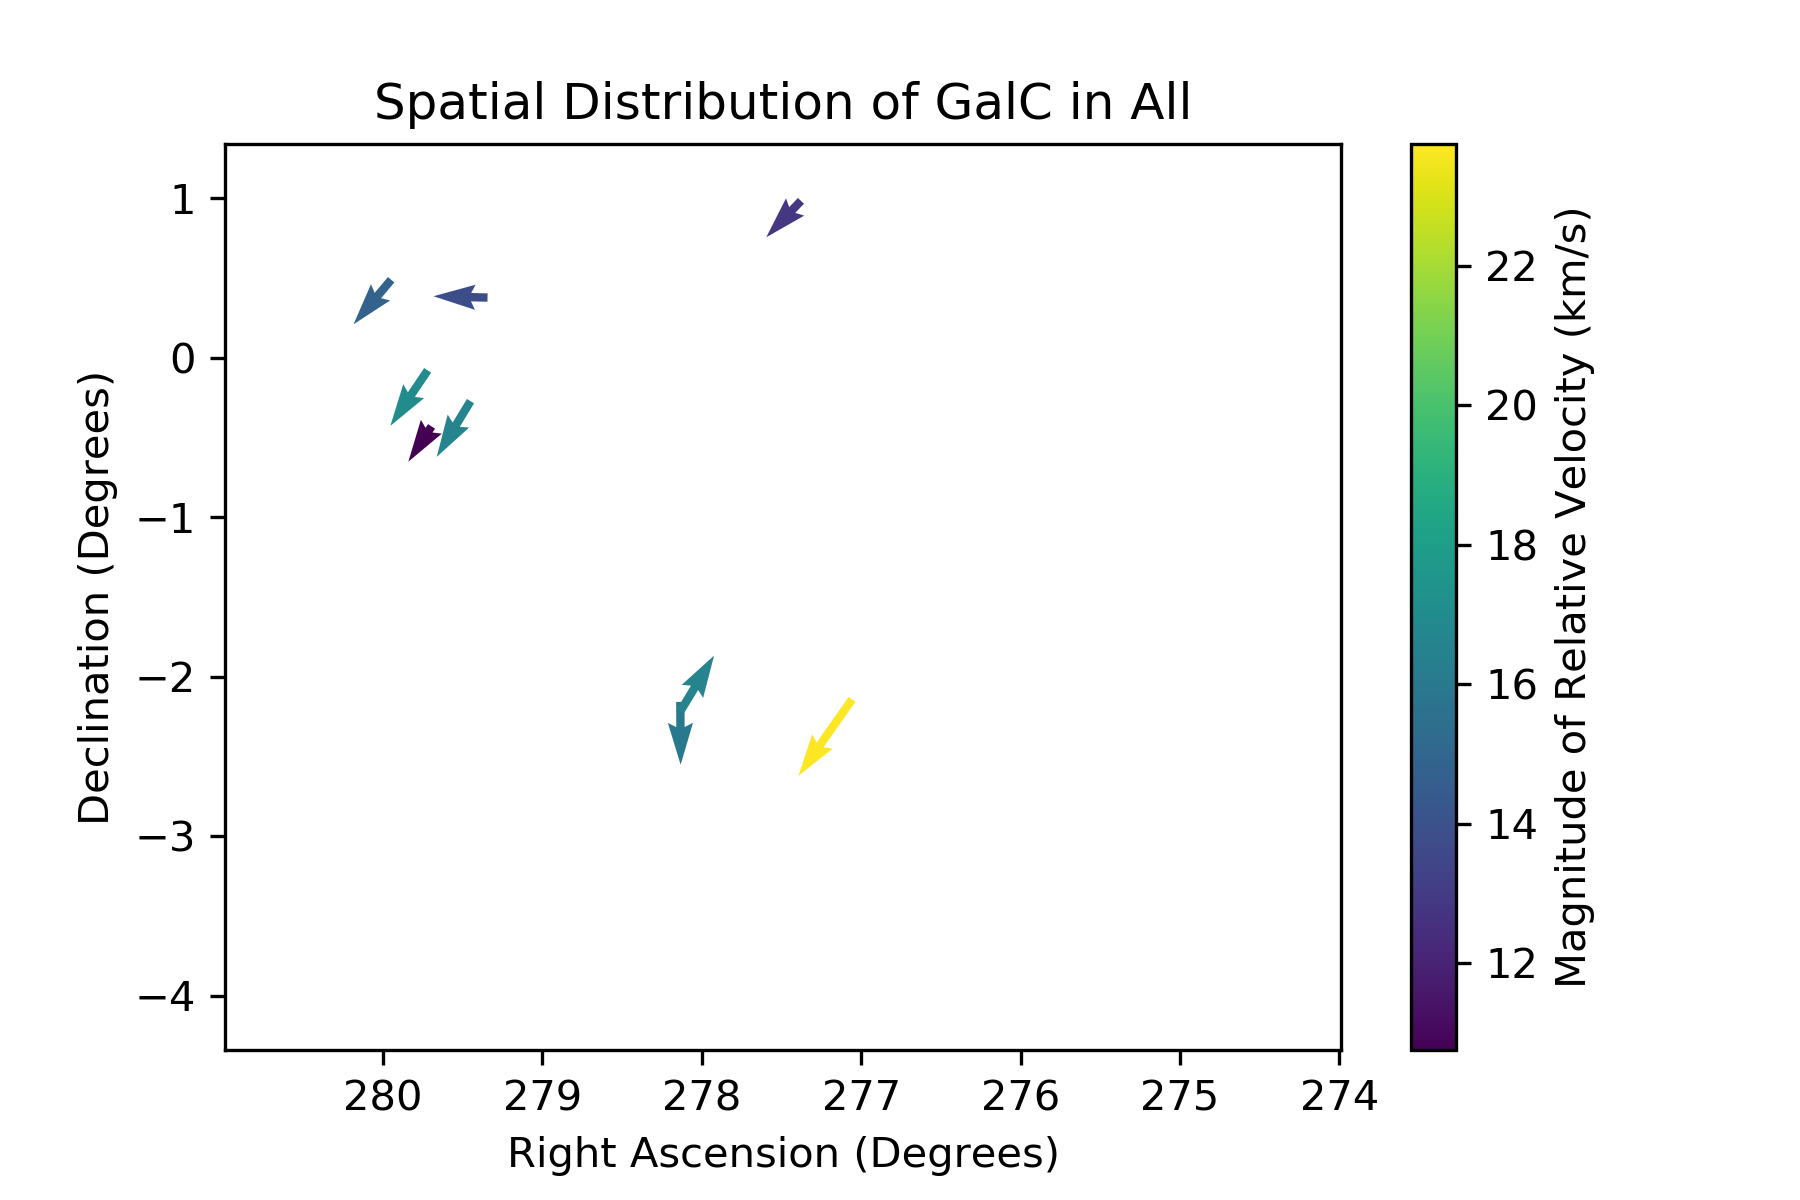 Spatial Distribution of GalC in All
1
0
−1
−2
−3
−4
Declination (Degrees)
280 279 278 277 276 275 274
Right Ascension (Degrees)
22
20
18
16
14
12
Magnitude of Relative Velocity (km/s)